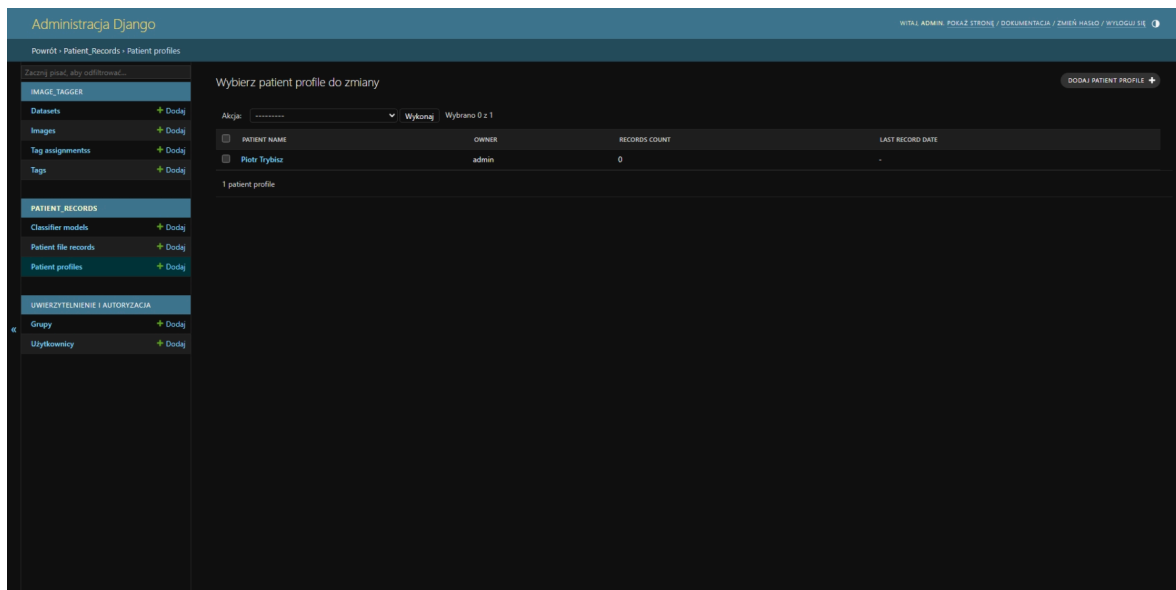 Administracja Django
WITAJ, ADMIN. POKAŻ STRONĘ / DOKUMENTACJA / ZMIEŃ HASŁO / WYLOGUJ SIĘ
Powrót › Patient_Records › Patient profiles
Zacznij pisać, aby odfiltrować...
IMAGE_TAGGER
Datasets + Dodaj
Images + Dodaj
Tag assignmentss + Dodaj
Tags + Dodaj
PATIENT_RECORDS
Classifier models + Dodaj
Patient file records + Dodaj
Patient profiles + Dodaj
UWIERZYTELNIENIE I AUTORYZACJA
Grupy + Dodaj
Użytkownicy + Dodaj
«
Wybierz patient profile do zmiany
DODAJ PATIENT PROFILE +
Akcja: --------- Wykonaj Wybrano 0 z 1
PATIENT NAME OWNER RECORDS COUNT LAST RECORD DATE
Piotr Trybisz admin 0 -
1 patient profile